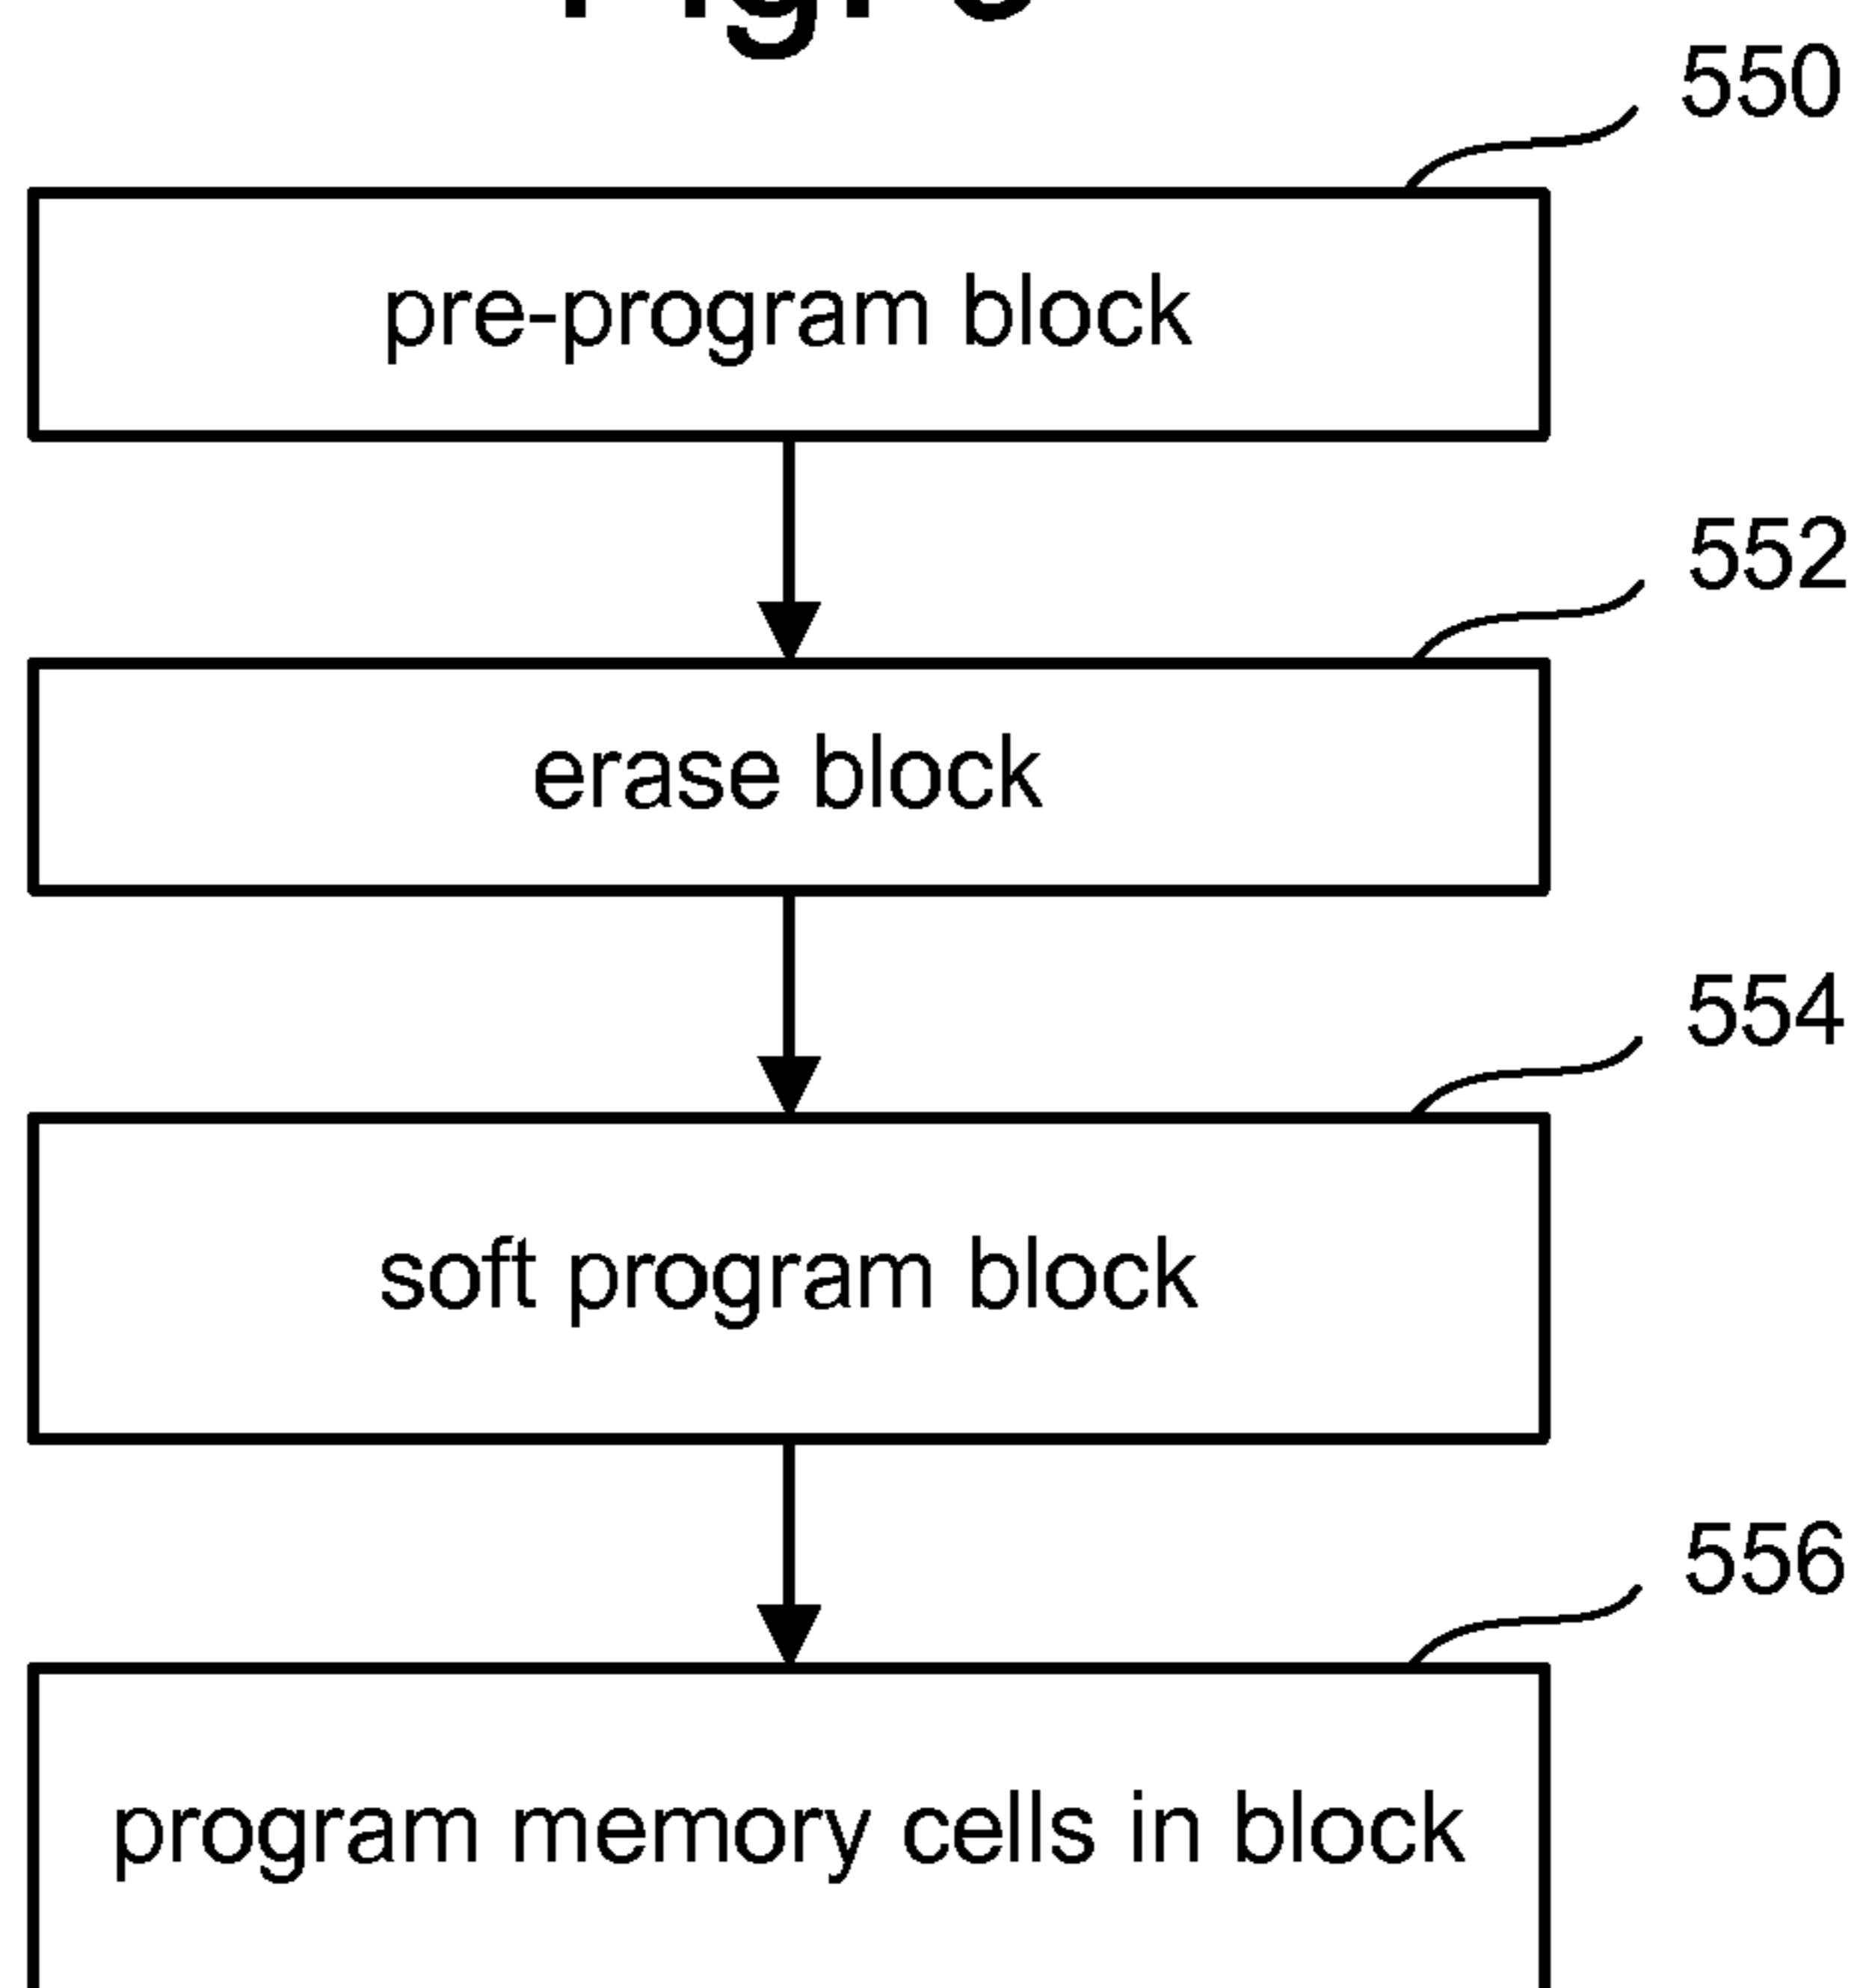 550
pre-program block
552
erase block
554
soft program block
556
program memory cells in block